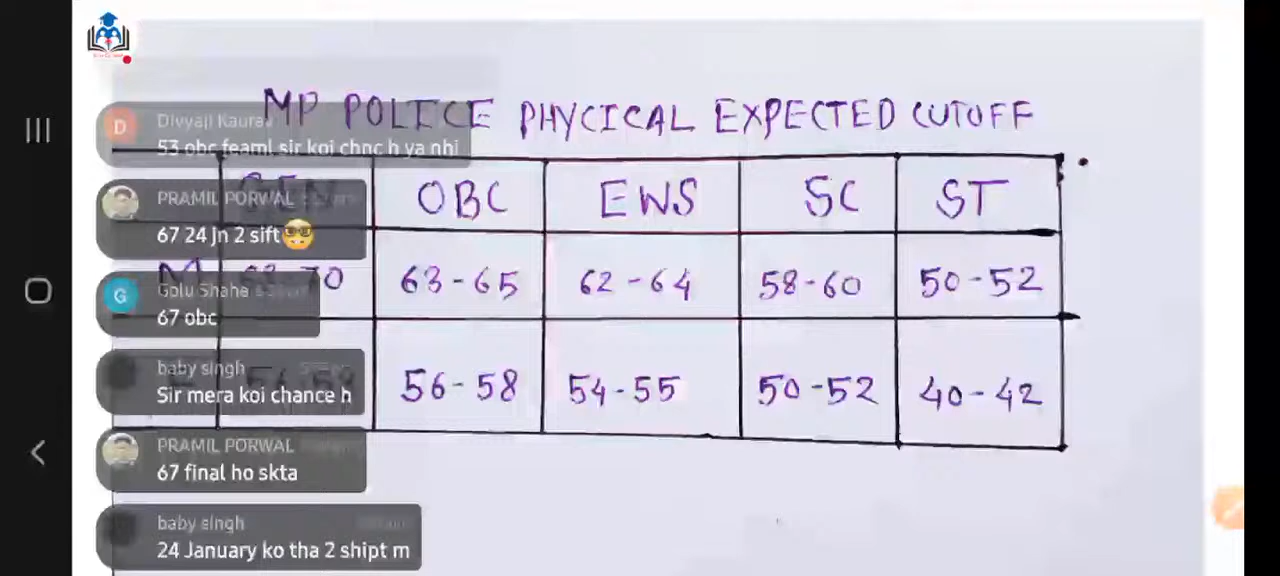 MP POLICE PHYCICAL EXPECTED CUTOFF
Divyaji Kaurav
53 obc feaml sir koi chnc h ya nhi
GEN OBC EWS SC ST
PRAMIL PORWAL
67 24 jn 2 sift
M 70 63-65 62-64 58-60 50-52
Golu Shaha
67 obc
baby singh
Sir mera koi chance h
56-58 54-55 50-52 40-42
PRAMIL PORWAL
67 final ho skta
baby singh
24 January ko tha 2 shipt m